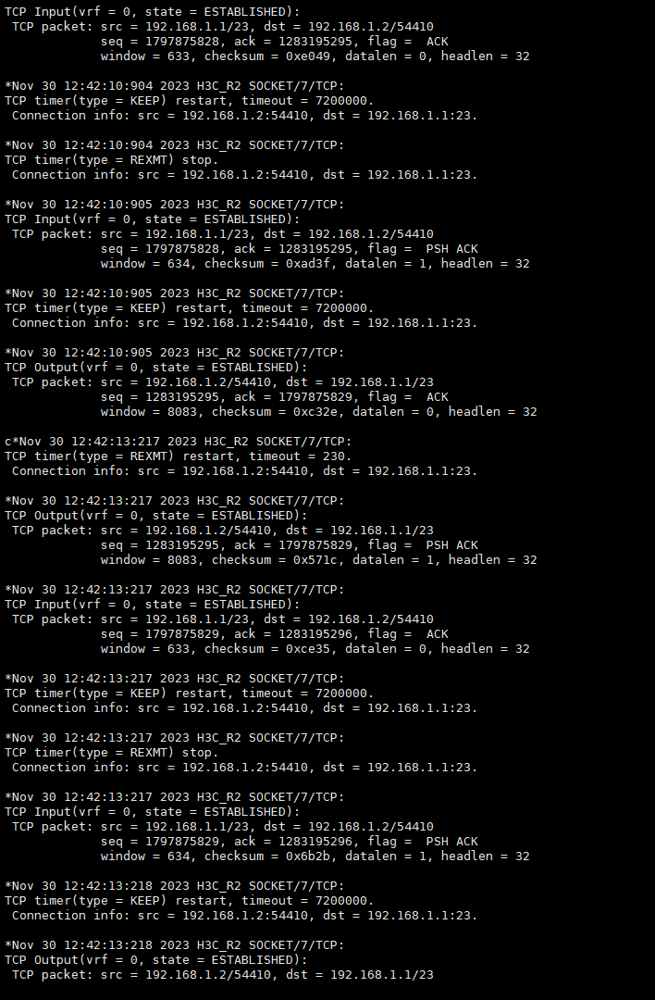 TCP Input(vrf = 0, state = ESTABLISHED):
 TCP packet: src = 192.168.1.1/23, dst = 192.168.1.2/54410
             seq = 1797875828, ack = 1283195295, flag =  ACK
             window = 633, checksum = 0xe049, datalen = 0, headlen = 32

*Nov 30 12:42:10:904 2023 H3C_R2 SOCKET/7/TCP:
TCP timer(type = KEEP) restart, timeout = 7200000.
 Connection info: src = 192.168.1.2:54410, dst = 192.168.1.1:23.

*Nov 30 12:42:10:904 2023 H3C_R2 SOCKET/7/TCP:
TCP timer(type = REXMT) stop.
 Connection info: src = 192.168.1.2:54410, dst = 192.168.1.1:23.

*Nov 30 12:42:10:905 2023 H3C_R2 SOCKET/7/TCP:
TCP Input(vrf = 0, state = ESTABLISHED):
 TCP packet: src = 192.168.1.1/23, dst = 192.168.1.2/54410
             seq = 1797875828, ack = 1283195295, flag =  PSH ACK
             window = 634, checksum = 0xad3f, datalen = 1, headlen = 32

*Nov 30 12:42:10:905 2023 H3C_R2 SOCKET/7/TCP:
TCP timer(type = KEEP) restart, timeout = 7200000.
 Connection info: src = 192.168.1.2:54410, dst = 192.168.1.1:23.

*Nov 30 12:42:10:905 2023 H3C_R2 SOCKET/7/TCP:
TCP Output(vrf = 0, state = ESTABLISHED):
 TCP packet: src = 192.168.1.2/54410, dst = 192.168.1.1/23
             seq = 1283195295, ack = 1797875829, flag =  ACK
             window = 8083, checksum = 0xc32e, datalen = 0, headlen = 32

c*Nov 30 12:42:13:217 2023 H3C_R2 SOCKET/7/TCP:
TCP timer(type = REXMT) restart, timeout = 230.
 Connection info: src = 192.168.1.2:54410, dst = 192.168.1.1:23.

*Nov 30 12:42:13:217 2023 H3C_R2 SOCKET/7/TCP:
TCP Output(vrf = 0, state = ESTABLISHED):
 TCP packet: src = 192.168.1.2/54410, dst = 192.168.1.1/23
             seq = 1283195295, ack = 1797875829, flag =  PSH ACK
             window = 8083, checksum = 0x571c, datalen = 1, headlen = 32

*Nov 30 12:42:13:217 2023 H3C_R2 SOCKET/7/TCP:
TCP Input(vrf = 0, state = ESTABLISHED):
 TCP packet: src = 192.168.1.1/23, dst = 192.168.1.2/54410
             seq = 1797875829, ack = 1283195296, flag =  ACK
             window = 633, checksum = 0xce35, datalen = 0, headlen = 32

*Nov 30 12:42:13:217 2023 H3C_R2 SOCKET/7/TCP:
TCP timer(type = KEEP) restart, timeout = 7200000.
 Connection info: src = 192.168.1.2:54410, dst = 192.168.1.1:23.

*Nov 30 12:42:13:217 2023 H3C_R2 SOCKET/7/TCP:
TCP timer(type = REXMT) stop.
 Connection info: src = 192.168.1.2:54410, dst = 192.168.1.1:23.

*Nov 30 12:42:13:217 2023 H3C_R2 SOCKET/7/TCP:
TCP Input(vrf = 0, state = ESTABLISHED):
 TCP packet: src = 192.168.1.1/23, dst = 192.168.1.2/54410
             seq = 1797875829, ack = 1283195296, flag =  PSH ACK
             window = 634, checksum = 0x6b2b, datalen = 1, headlen = 32

*Nov 30 12:42:13:218 2023 H3C_R2 SOCKET/7/TCP:
TCP timer(type = KEEP) restart, timeout = 7200000.
 Connection info: src = 192.168.1.2:54410, dst = 192.168.1.1:23.

*Nov 30 12:42:13:218 2023 H3C_R2 SOCKET/7/TCP:
TCP Output(vrf = 0, state = ESTABLISHED):
 TCP packet: src = 192.168.1.2/54410, dst = 192.168.1.1/23